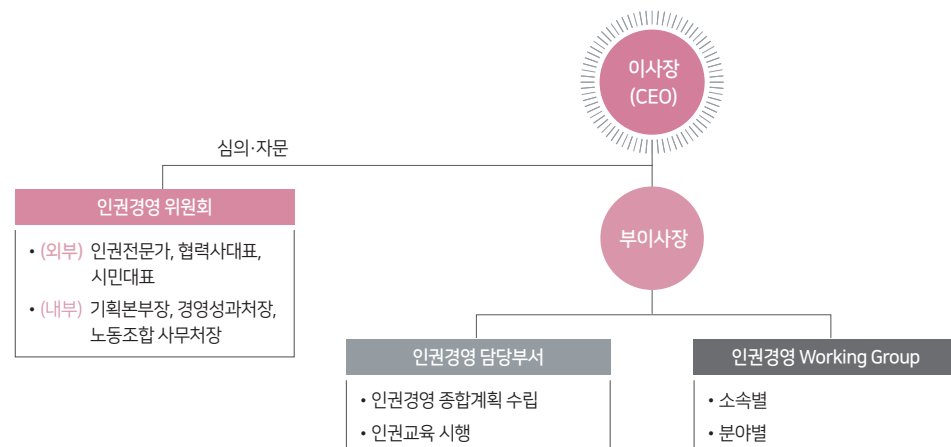 이사장
(CEO)
심의·자문
인권경영 위원회
• (외부) 인권전문가, 협력사대표,
시민대표
• (내부) 기획본부장, 경영성과처장,
노동조합 사무처장
부이사장
인권경영 담당부서
• 인권경영 종합계획 수립
• 인권교육 시행
인권경영 Working Group
• 소속별
• 분야별